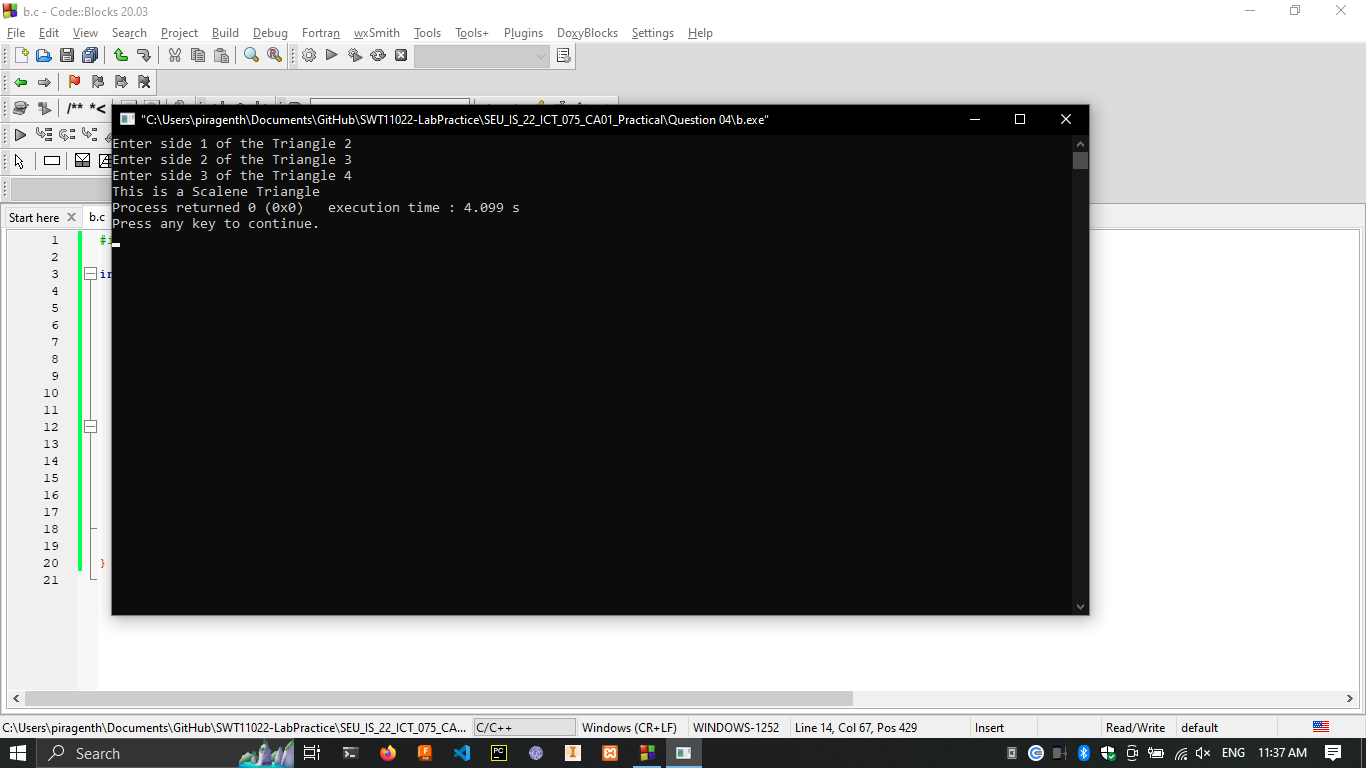 b.c - Code::Blocks 20.03
File Edit View Search Project Build Debug Fortran wxSmith Tools Tools+ Plugins DoxyBlocks Settings Help
/** *<
"C:\Users\piragenth\Documents\GitHub\SWT11022-LabPractice\SEU_IS_22_ICT_075_CA01_Practical\Question 04\b.exe"
Enter side 1 of the Triangle 2
Enter side 2 of the Triangle 3
Enter side 3 of the Triangle 4
This is a Scalene Triangle
Process returned 0 (0x0)   execution time : 4.099 s
Press any key to continue.
Start here b.c
1
2
3
4
5
6
7
8
9
10
11
12
13
14
15
16
17
18
19
20 }
21
C:\Users\piragenth\Documents\GitHub\SWT11022-LabPractice\SEU_IS_22_ICT_075_CA... C/C++ Windows (CR+LF) WINDOWS-1252 Line 14, Col 67, Pos 429 Insert Read/Write default
Search ENG 11:37 AM